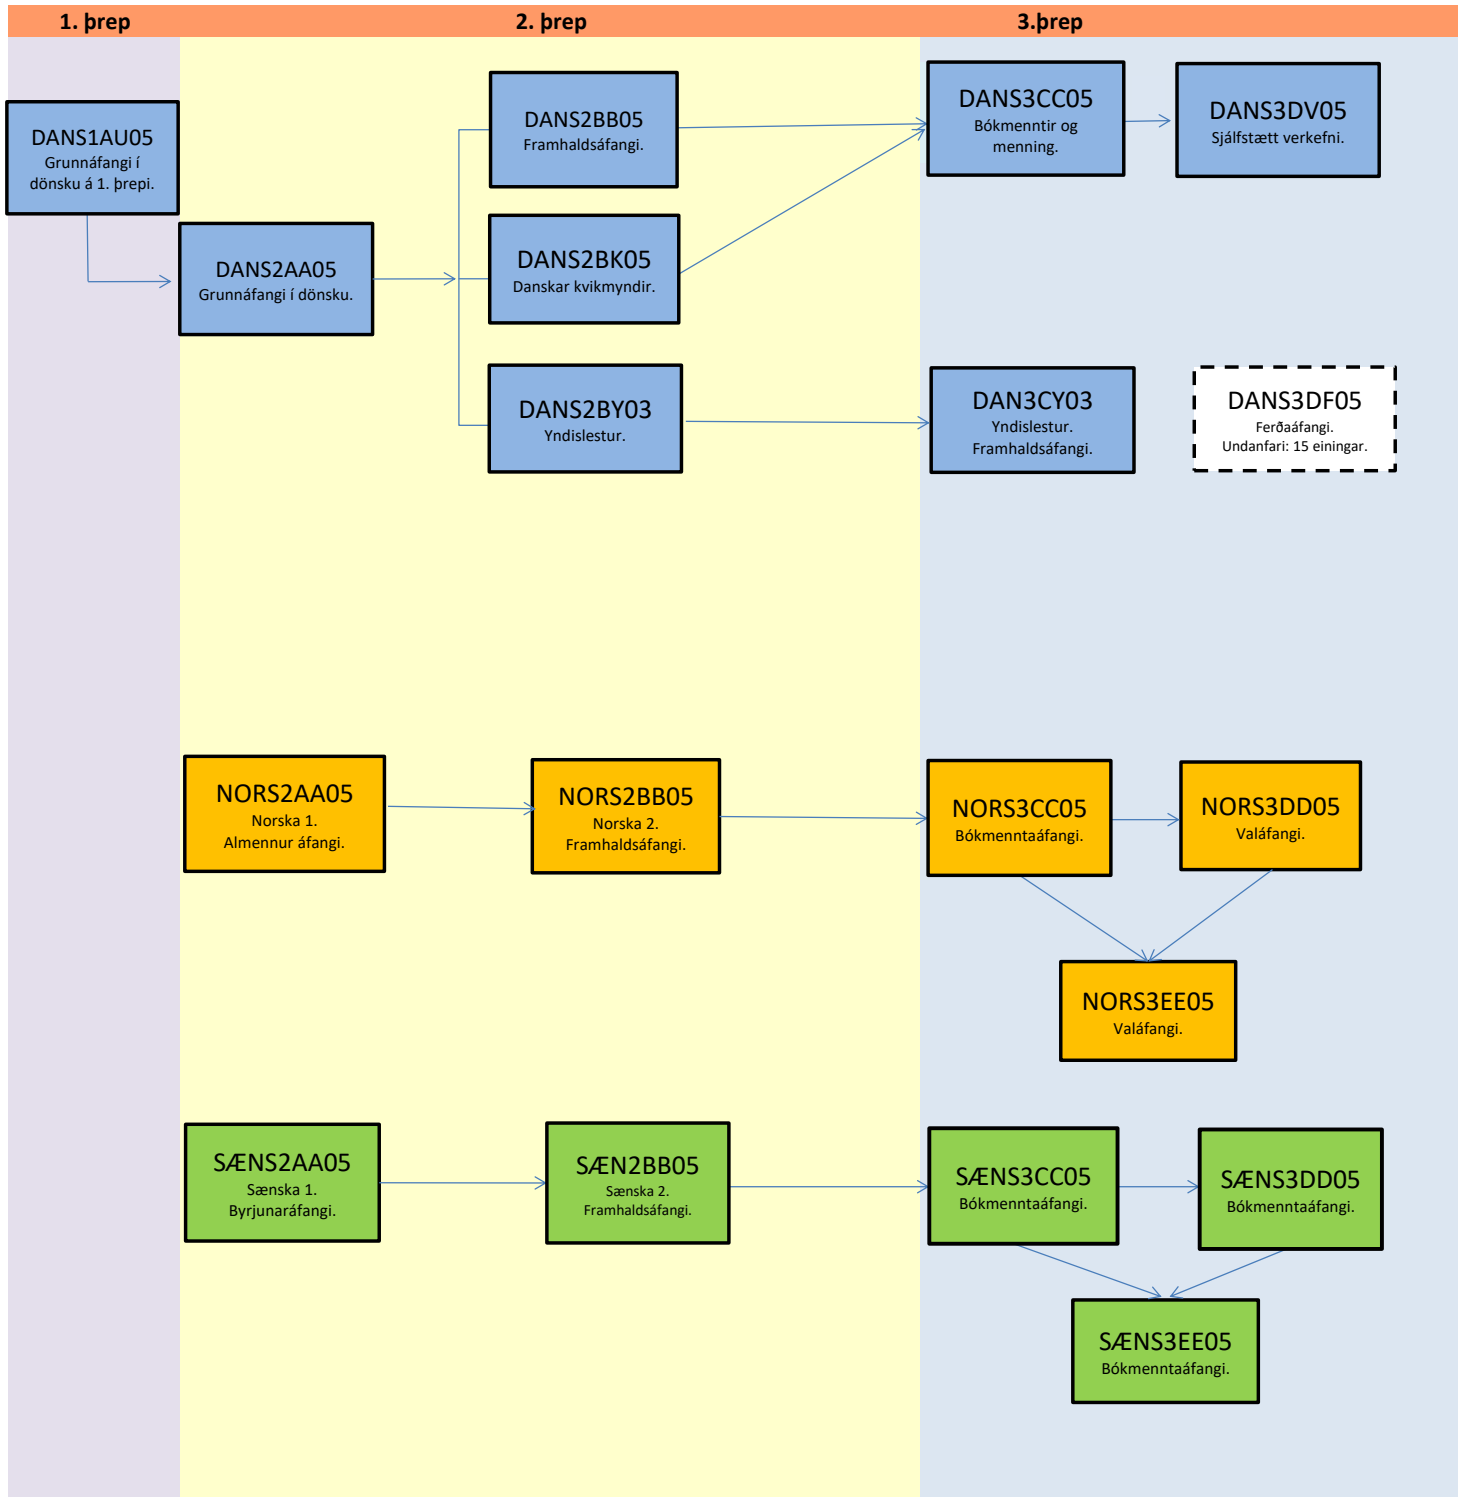 1. þrep
2. þrep
3.þrep
DANS1AU05
Grunnáfangi í
dönsku á 1. þrepi.
DANS2AA05
Grunnáfangi í dönsku.
DANS2BB05
Framhaldsáfangi.
DANS2BK05
Danskar kvikmyndir.
DANS2BY03
Yndislestur.
DANS3CC05
Bókmenntir og
menning.
DANS3DV05
Sjálfstætt verkefni.
DAN3CY03
Yndislestur.
Framhaldsáfangi.
DANS3DF05
Ferðaáfangi.
Undanfari: 15 einingar.
NORS2AA05
Norska 1.
Almennur áfangi.
NORS2BB05
Norska 2.
Framhaldsáfangi.
NORS3CC05
Bókmenntaáfangi.
NORS3DD05
Valáfangi.
NORS3EE05
Valáfangi.
SÆNS2AA05
Sænska 1.
Byrjunaráfangi.
SÆN2BB05
Sænska 2.
Framhaldsáfangi.
SÆNS3CC05
Bókmenntaáfangi.
SÆNS3DD05
Bókmenntaáfangi.
SÆNS3EE05
Bókmenntaáfangi.